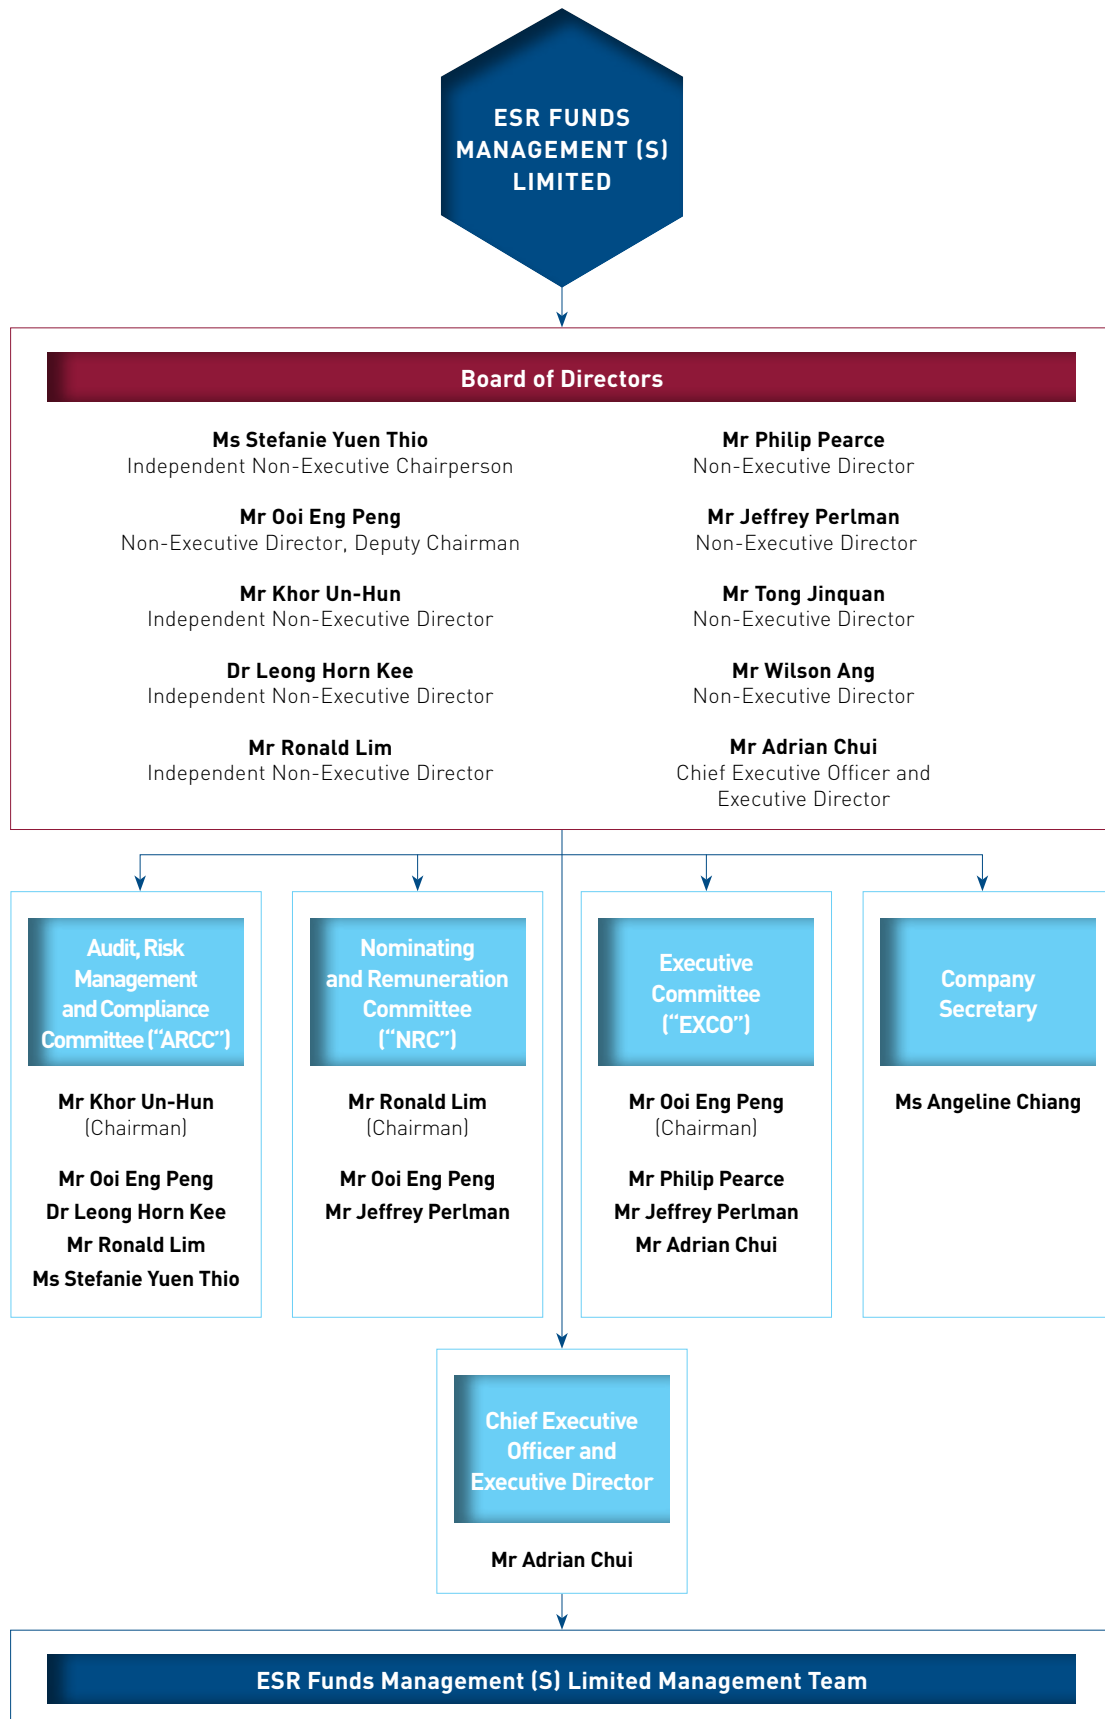 ESR FUNDS
MANAGEMENT (S)
LIMITED
Board of Directors
Ms Stefanie Yuen Thio
Independent Non-Executive Chairperson
Mr Ooi Eng Peng
Non-Executive Director, Deputy Chairman
Mr Khor Un-Hun
Independent Non-Executive Director
Dr Leong Horn Kee
Independent Non-Executive Director
Mr Ronald Lim
Independent Non-Executive Director
Mr Philip Pearce
Non-Executive Director
Mr Jeffrey Perlman
Non-Executive Director
Mr Tong Jinquan
Non-Executive Director
Mr Wilson Ang
Non-Executive Director
Mr Adrian Chui
Chief Executive Officer and
Executive Director
Audit, Risk
Management
and Compliance
Committee (“ARCC”)
Mr Khor Un-Hun
(Chairman)
Mr Ooi Eng Peng
Dr Leong Horn Kee
Mr Ronald Lim
Ms Stefanie Yuen Thio
Nominating
and Remuneration
Committee
(“NRC”)
Mr Ronald Lim
(Chairman)
Mr Ooi Eng Peng
Mr Jeffrey Perlman
Executive
Committee
(“EXCO”)
Mr Ooi Eng Peng
(Chairman)
Mr Philip Pearce
Mr Jeffrey Perlman
Mr Adrian Chui
Company
Secretary
Ms Angeline Chiang
Chief Executive
Officer and
Executive Director
Mr Adrian Chui
ESR Funds Management (S) Limited Management Team